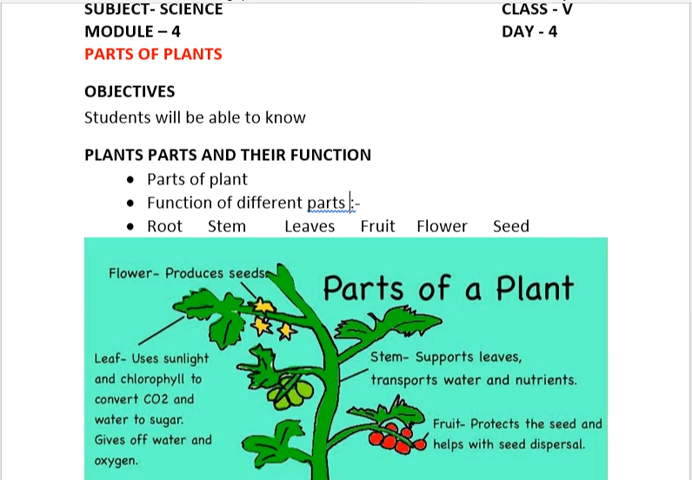 SUBJECT- SCIENCE CLASS - V
MODULE – 4 DAY - 4
PARTS OF PLANTS
OBJECTIVES
Students will be able to know
PLANTS PARTS AND THEIR FUNCTION
• Parts of plant
• Function of different parts :-
• Root Stem Leaves Fruit Flower Seed
Flower- Produces seeds.
Parts of a Plant
Leaf- Uses sunlight
and chlorophyll to
convert CO2 and
water to sugar.
Gives off water and
oxygen.
Stem- Supports leaves,
transports water and nutrients.
Fruit- Protects the seed and
helps with seed dispersal.